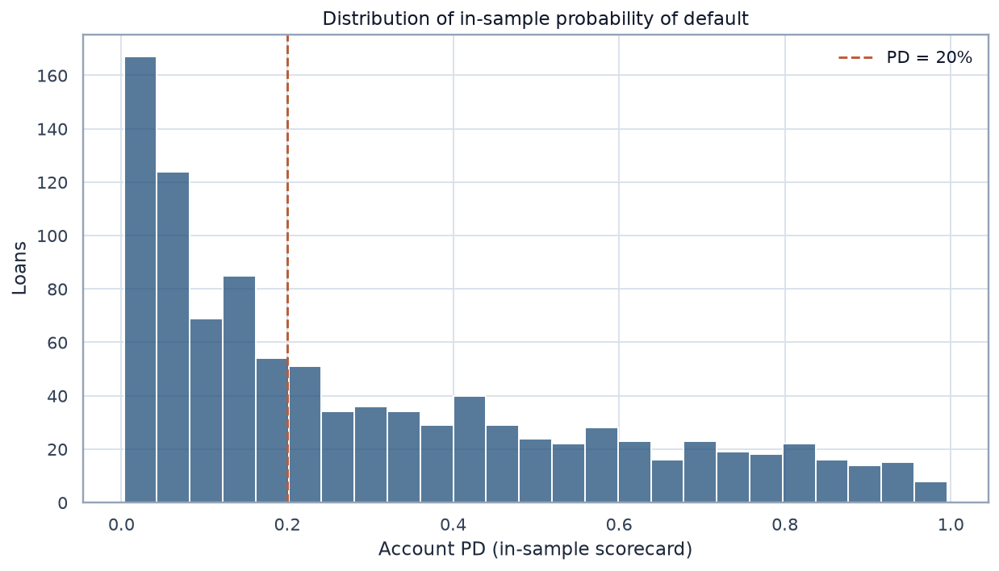 Distribution of in-sample probability of default
PD = 20%
Loans
160
140
120
100
80
60
40
20
0
0.0 0.2 0.4 0.6 0.8 1.0
Account PD (in-sample scorecard)